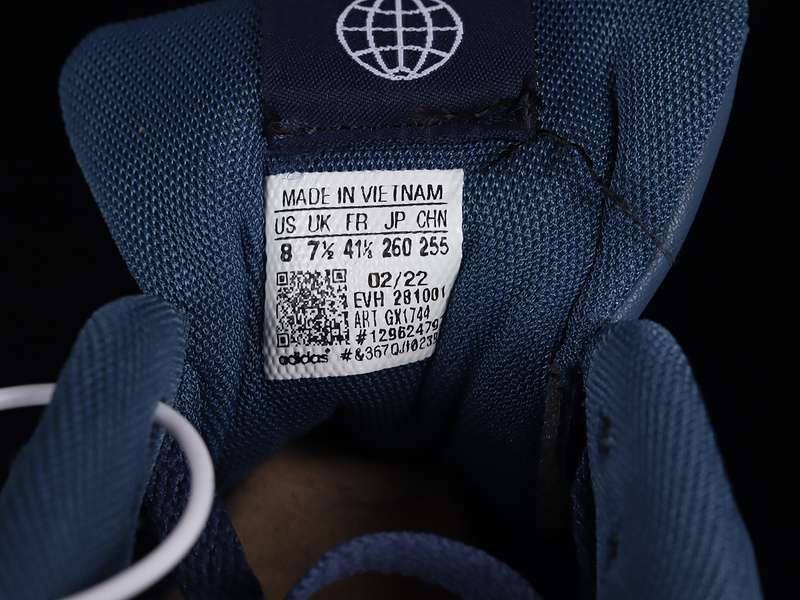 MADE IN VIETNAM
US UK FR JP CHN
8 7½ 41⅓ 260 255
02/22
EVH 281001
ART GX1744
#12962479
adidas #&367QJ1023